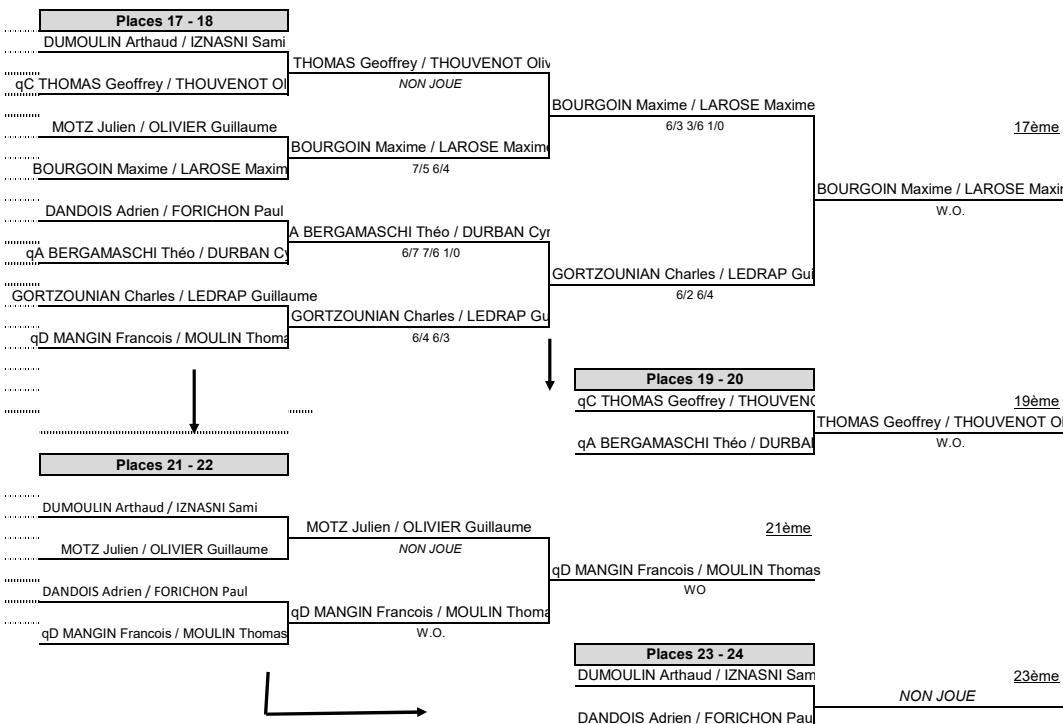 Places 17 - 18
DUMOULIN Arthaud / IZNASNI Sami
THOMAS Geoffrey / THOUVENOT Oliv
qC THOMAS Geoffrey / THOUVENOT Ol
NON JOUE
BOURGOIN Maxime / LAROSE Maxime
MOTZ Julien / OLIVIER Guillaume
6/3 3/6 1/0
17ème
BOURGOIN Maxime / LAROSE Maxime
BOURGOIN Maxime / LAROSE Maxim
7/5 6/4
BOURGOIN Maxime / LAROSE Maxim
DANDOIS Adrien / FORICHON Paul
W.O.
A BERGAMASCHI Théo / DURBAN Cyr
qA BERGAMASCHI Théo / DURBAN Cy
6/7 7/6 1/0
GORTZOUNIAN Charles / LEDRAP Gui
GORTZOUNIAN Charles / LEDRAP Guillaume
6/2 6/4
GORTZOUNIAN Charles / LEDRAP Gu
qD MANGIN Francois / MOULIN Thoma
6/4 6/3
Places 19 - 20
qC THOMAS Geoffrey / THOUVENO
19ème
THOMAS Geoffrey / THOUVENOT Ol
qA BERGAMASCHI Théo / DURBAN
W.O.
Places 21 - 22
DUMOULIN Arthaud / IZNASNI Sami
MOTZ Julien / OLIVIER Guillaume
21ème
MOTZ Julien / OLIVIER Guillaume
NON JOUE
qD MANGIN Francois / MOULIN Thomas
DANDOIS Adrien / FORICHON Paul
WO
qD MANGIN Francois / MOULIN Thoma
qD MANGIN Francois / MOULIN Thomas
W.O.
Places 23 - 24
DUMOULIN Arthaud / IZNASNI Sam
23ème
NON JOUE
DANDOIS Adrien / FORICHON Paul